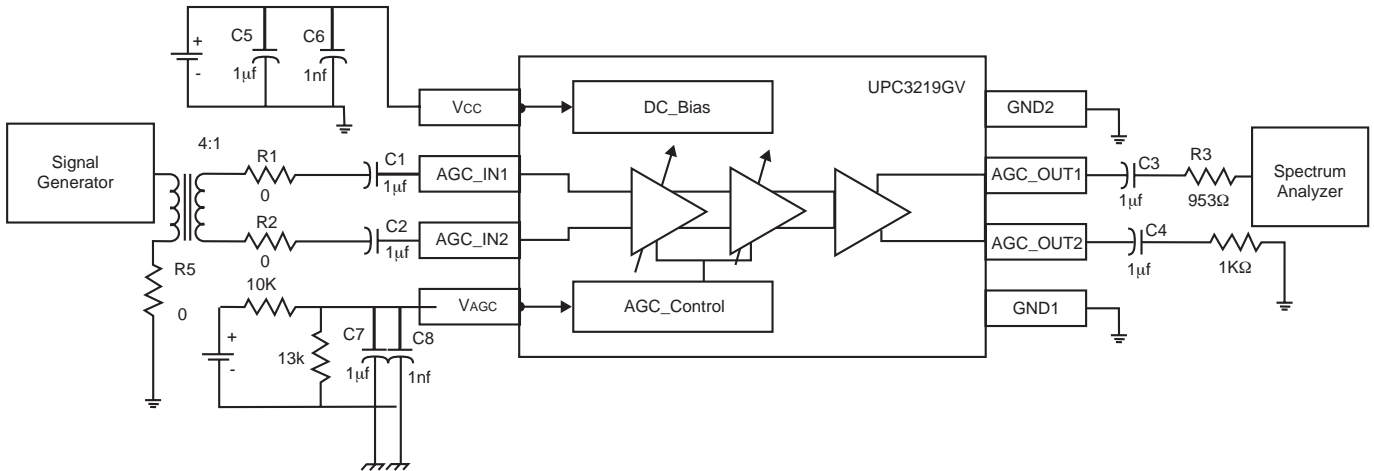 +
-
C5
1µf
C6
1nf
UPC3219GV
VCC
DC_Bias
GND2
Signal
Generator
4:1
R1
0
C1
1µf
AGC_IN1
AGC_OUT1
C3
1µf
R3
953Ω
Spectrum
Analyzer
R2
0
C2
1µf
AGC_IN2
AGC_OUT2
C4
1µf
1KΩ
R5
0
10K
VAGC
AGC_Control
GND1
+
-
13k
C7
1µf
C8
1nf